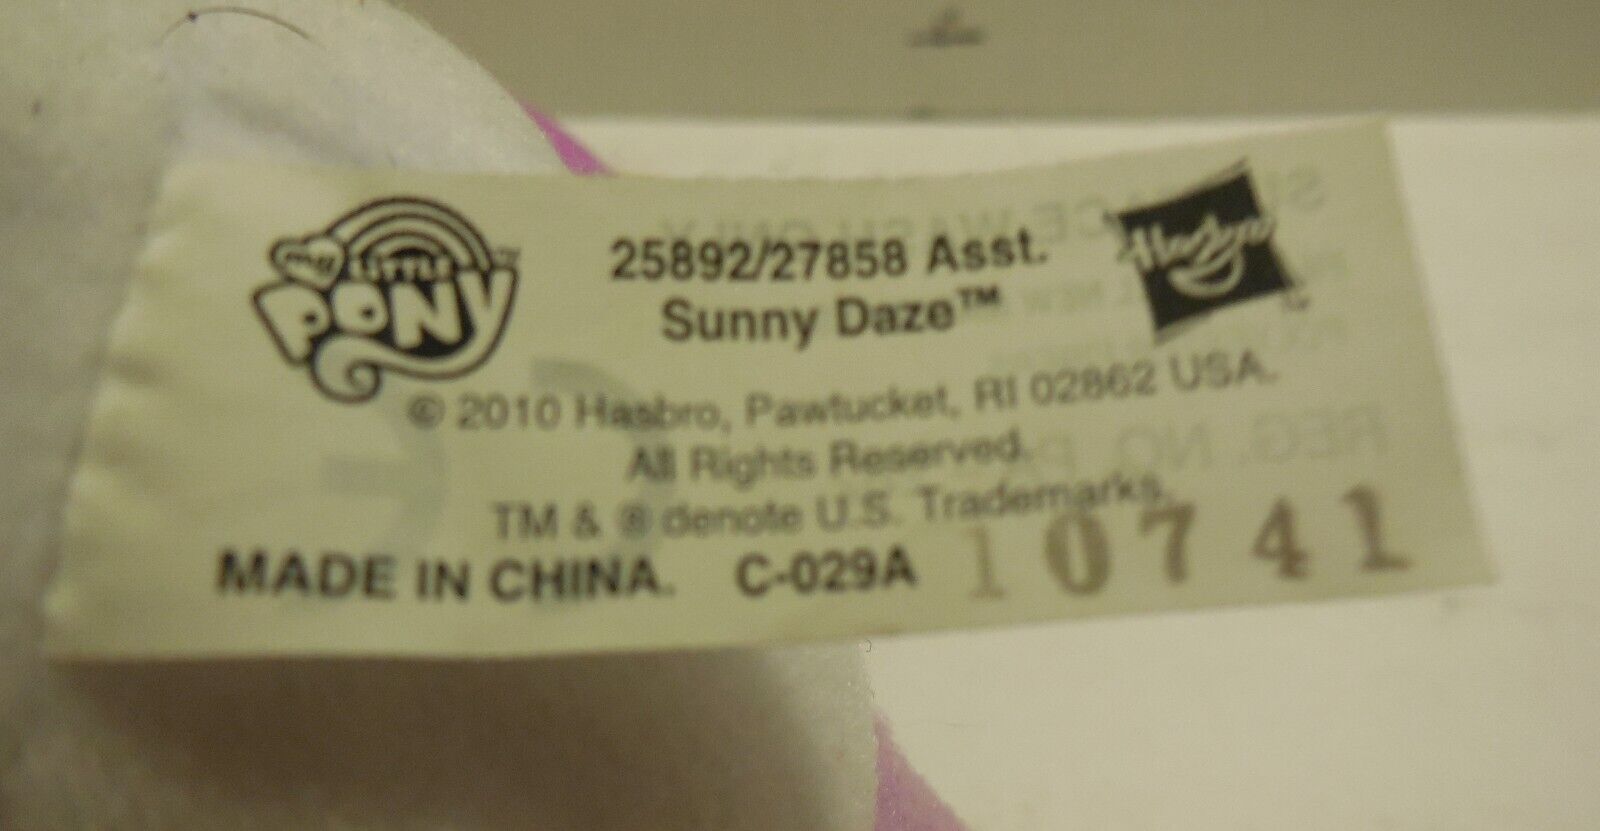 my LITTLE PONY TM
25892/27858 Asst.
Sunny Daze™
Hasbro
© 2010 Hasbro, Pawtucket, RI 02862 USA.
All Rights Reserved.
TM & ® denote U.S. Trademarks.
MADE IN CHINA. C-029A 10741